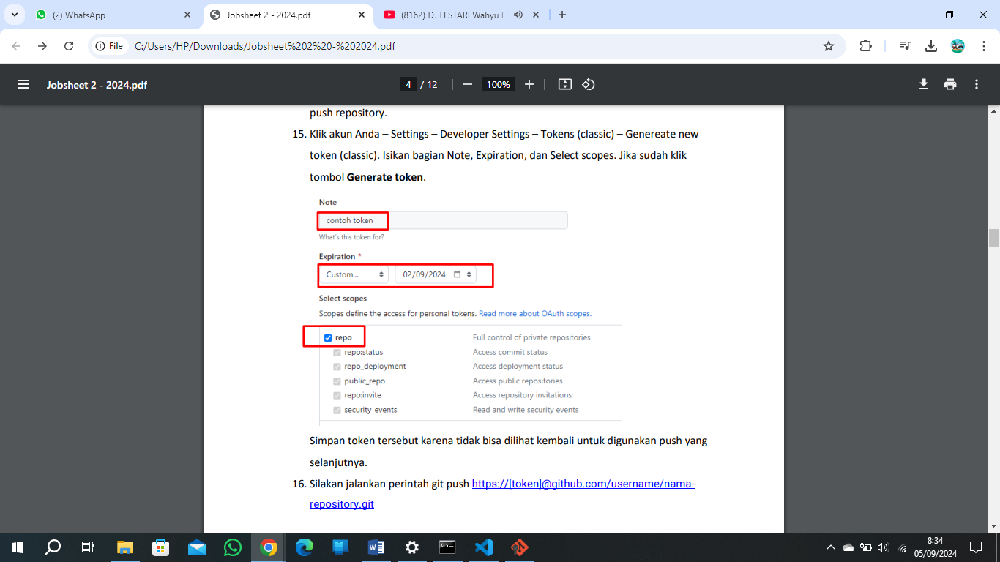 (2) WhatsApp
Jobsheet 2 - 2024.pdf
(8162) DJ LESTARI Wahyu F
File
C:/Users/HP/Downloads/Jobsheet%202%20-%202024.pdf
Jobsheet 2 - 2024.pdf
4 / 12
100%
push repository.
15. Klik akun Anda – Settings – Developer Settings – Tokens (classic) – Genereate new
token (classic). Isikan bagian Note, Expiration, dan Select scopes. Jika sudah klik
tombol Generate token.
Note
contoh token
What's this token for?
Expiration *
Custom... 02/09/2024
Select scopes
Scopes define the access for personal tokens. Read more about OAuth scopes.
repo Full control of private repositories
repo:status Access commit status
repo_deployment Access deployment status
public_repo Access public repositories
repo:invite Access repository invitations
security_events Read and write security events
Simpan token tersebut karena tidak bisa dilihat kembali untuk digunakan push yang
selanjutnya.
16. Silakan jalankan perintah git push https://[token]@github.com/username/nama-
repository.git
8:34
05/09/2024